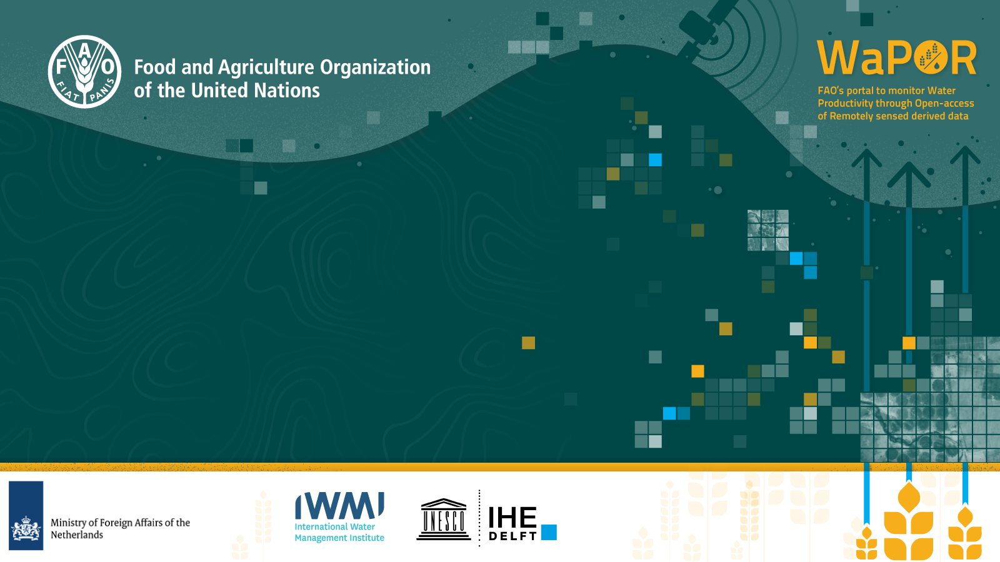 F A O
FIAT PANIS
Food and Agriculture Organization
of the United Nations
WaPOR
FAO's portal to monitor Water
Productivity through Open-access
of Remotely sensed derived data
Ministry of Foreign Affairs of the
Netherlands
IWMI
International Water
Management Institute
UNESCO
IHE
DELFT